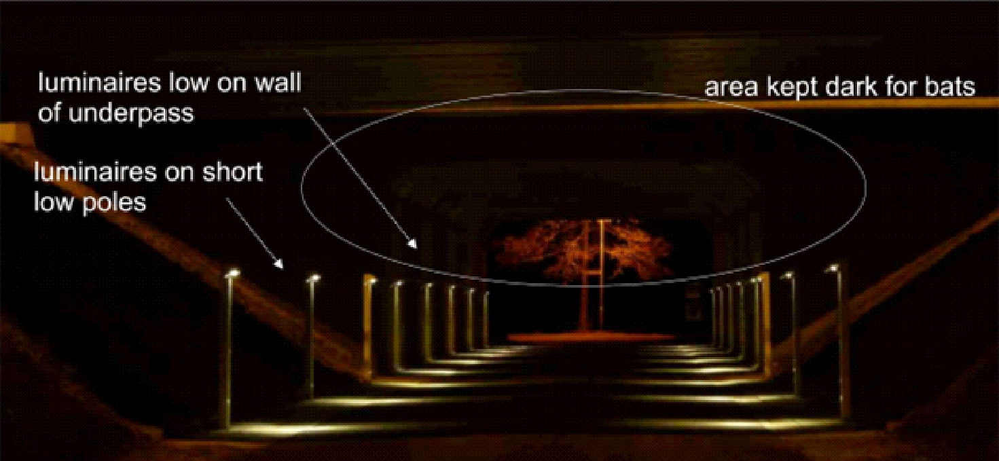 luminaires low on wall
of underpass
area kept dark for bats
luminaires on short
low poles